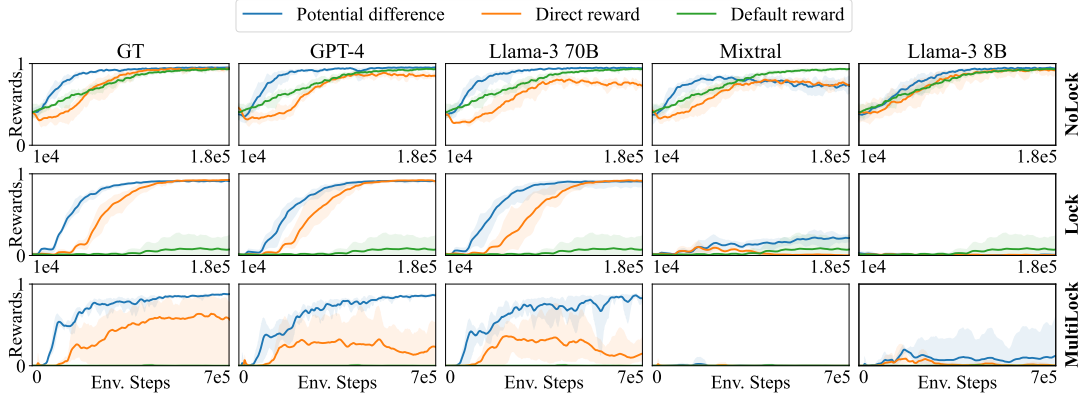 Potential difference Direct reward Default reward
GT GPT-4 Llama-3 70B Mixtral Llama-3 8B
1
Rewards
0
NoLock
1e4 1.8e5 1e4 1.8e5 1e4 1.8e5 1e4 1.8e5 1e4 1.8e5
1
Rewards
0
Lock
1e4 1.8e5 1e4 1.8e5 1e4 1.8e5 1e4 1.8e5 1e4 1.8e5
1
Rewards
0
MultiLock
0 Env. Steps 7e5 0 Env. Steps 7e5 0 Env. Steps 7e5 0 Env. Steps 7e5 0 Env. Steps 7e5